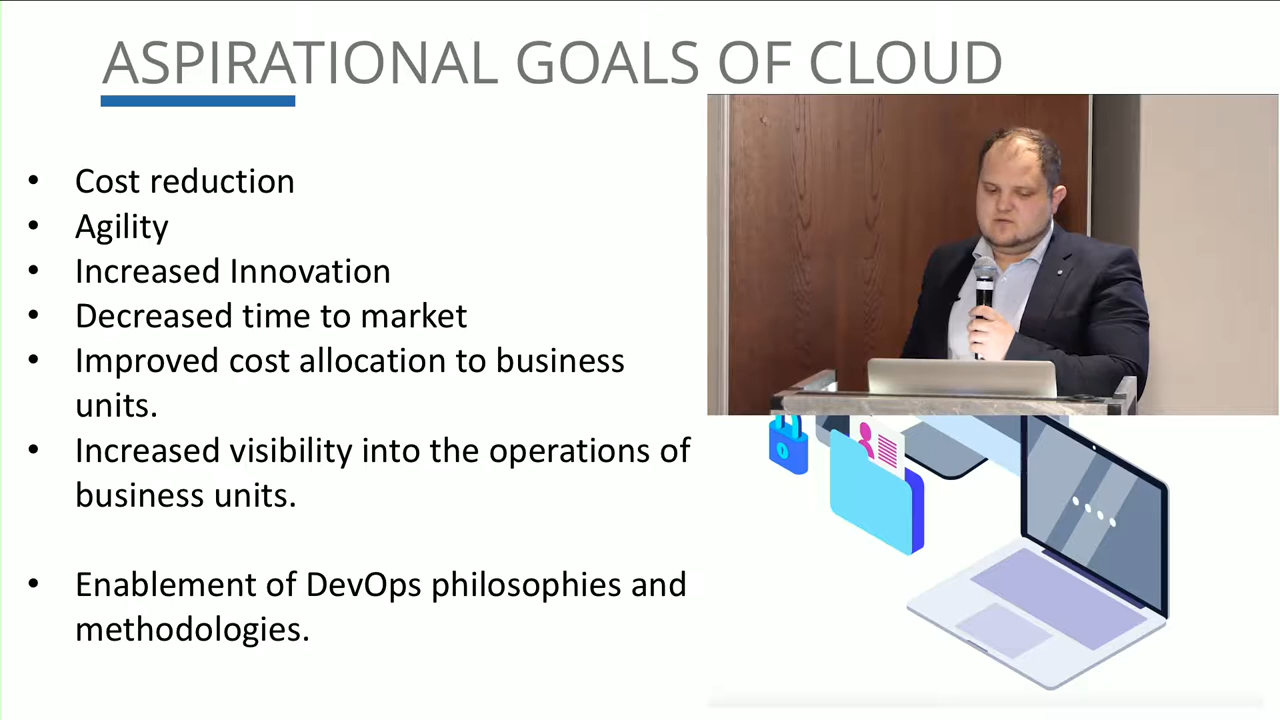 ASPIRATIONAL GOALS OF CLOUD
• Cost reduction
• Agility
• Increased Innovation
• Decreased time to market
• Improved cost allocation to business
units.
• Increased visibility into the operations of
business units.
• Enablement of DevOps philosophies and
methodologies.